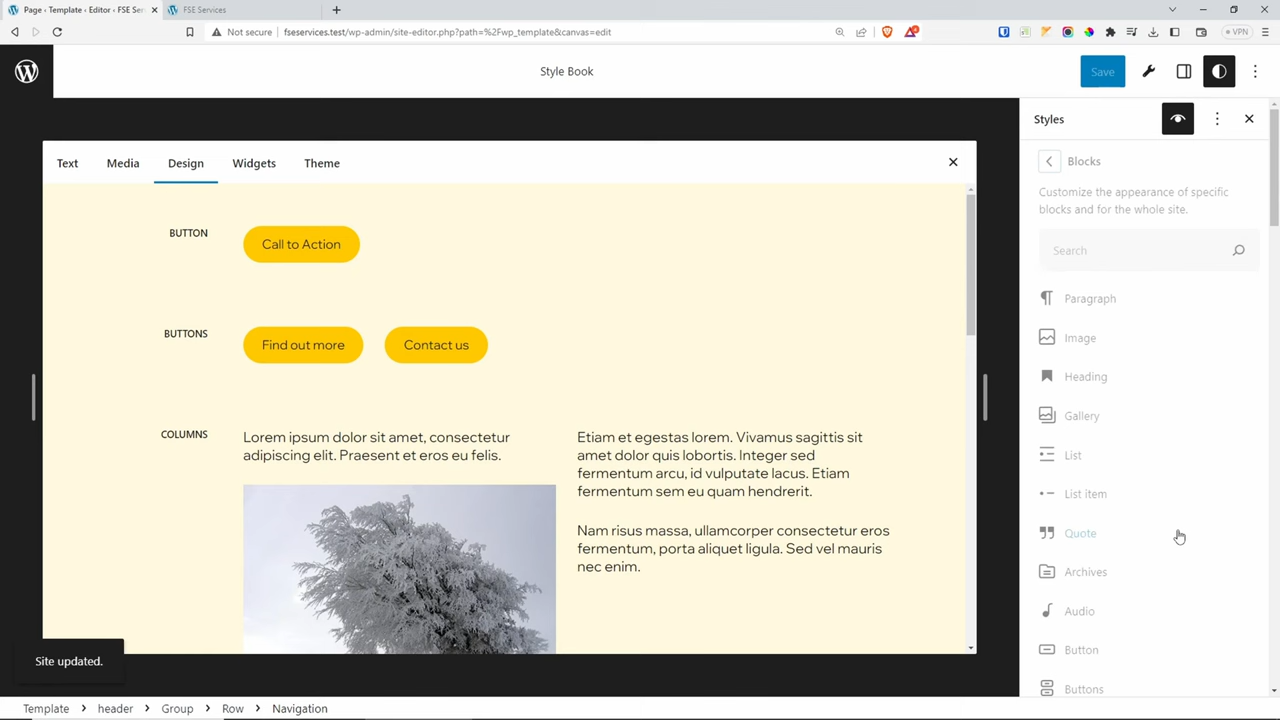 Page ‹ Template ‹ Editor ‹ FSE Ser
FSE Services
Not secure
fseservices.test/wp-admin/site-editor.php?path=%2Fwp_template&canvas=edit
VPN
Style Book
Save
Styles
Text
Media
Design
Widgets
Theme
Blocks
Customize the appearance of specific
blocks and for the whole site.
Search
BUTTON
Call to Action
BUTTONS
Find out more
Contact us
COLUMNS
Lorem ipsum dolor sit amet, consectetur
adipiscing elit. Praesent et eros eu felis.
Etiam et egestas lorem. Vivamus sagittis sit
amet dolor quis lobortis. Integer sed
fermentum arcu, id vulputate lacus. Etiam
fermentum sem eu quam hendrerit.
Nam risus massa, ullamcorper consectetur eros
fermentum, porta aliquet ligula. Sed vel mauris
nec enim.
Paragraph
Image
Heading
Gallery
List
List item
Quote
Archives
Audio
Button
Buttons
Site updated.
Template
header
Group
Row
Navigation